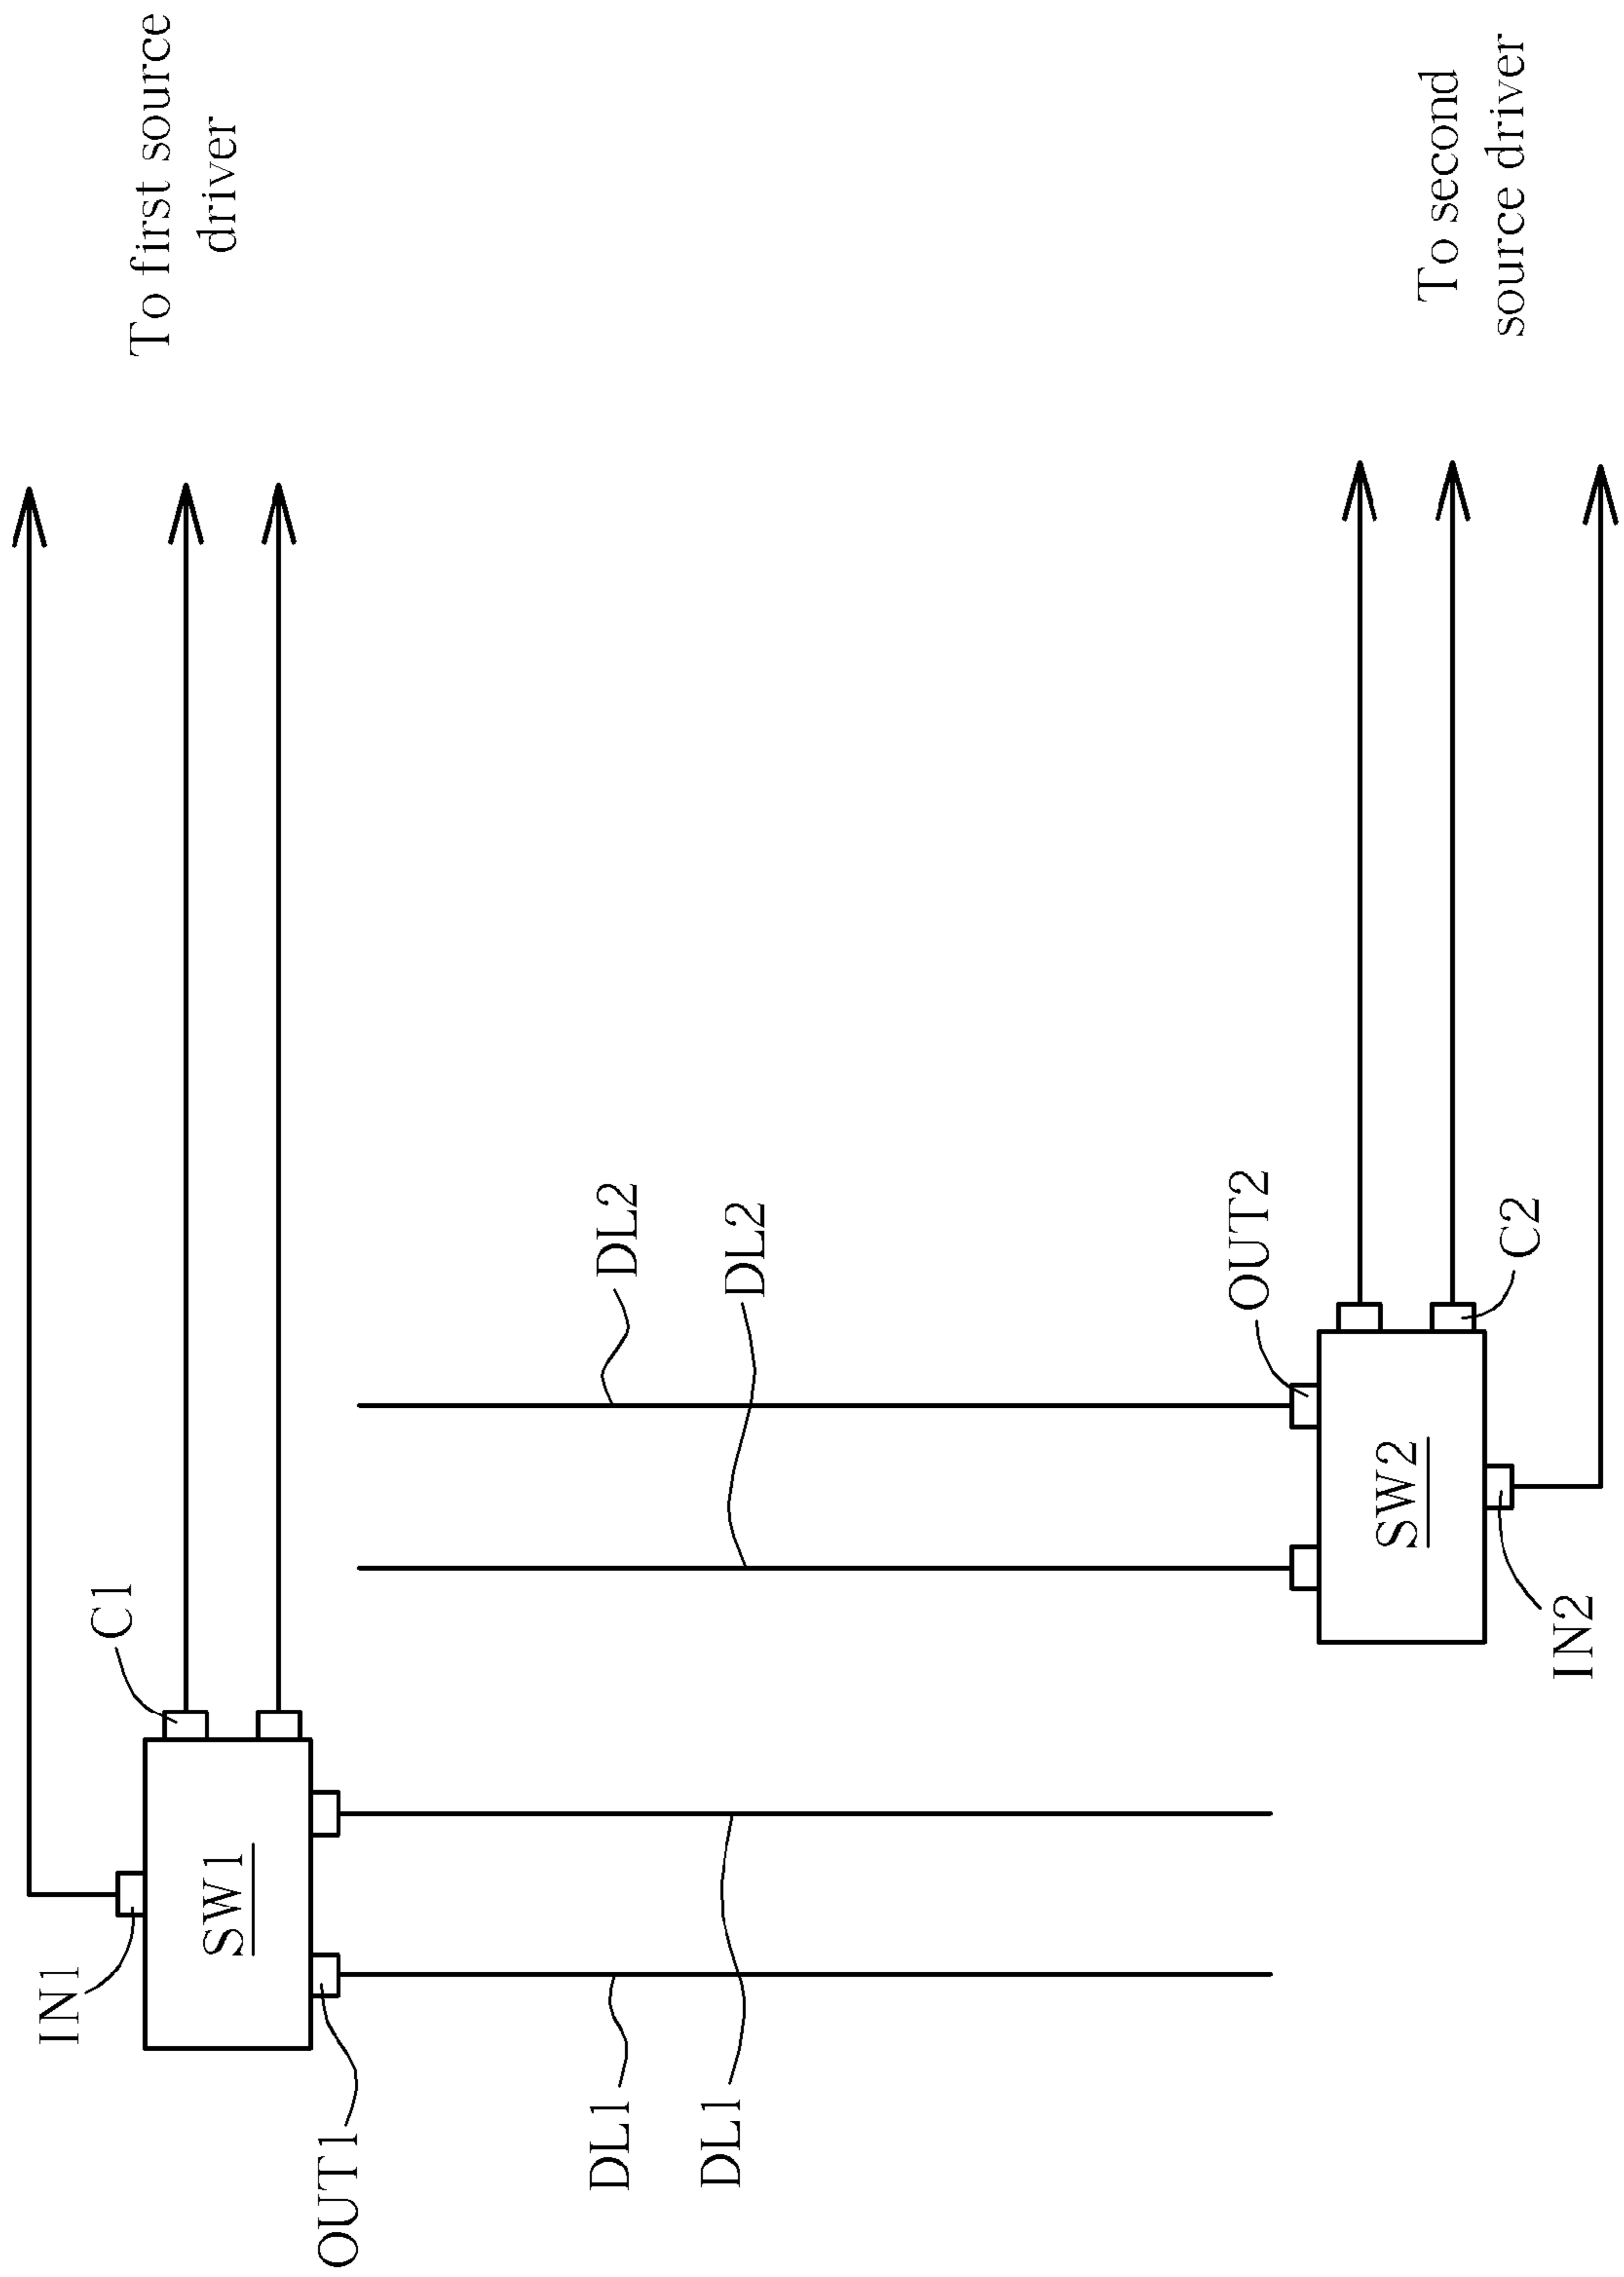 To first source
driver
IN1
C1
SW1
OUT1
DL1
DL2
DL1
DL2
OUT2
SW2
C2
IN2
To second
source driver